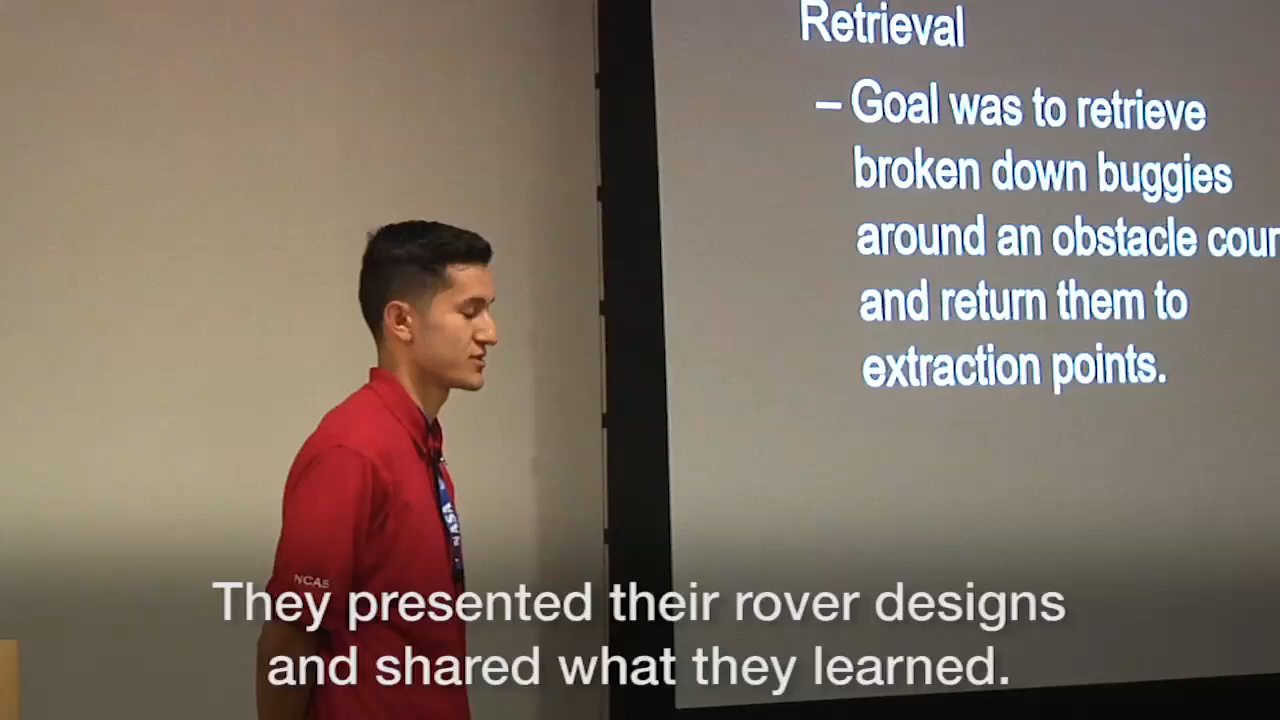 Retrieval
– Goal was to retrieve
broken down buggies
around an obstacle cour
and return them to
extraction points.
NASA
NCAS
They presented their rover designs
and shared what they learned.